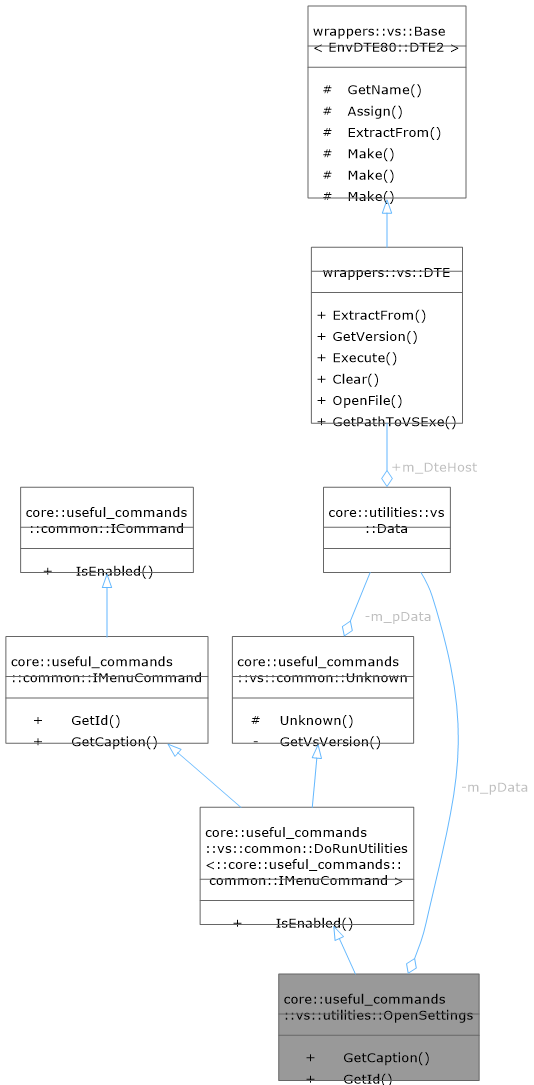 wrappers::vs::Base
< EnvDTE80::DTE2 >
# GetName()
# Assign()
# ExtractFrom()
# Make()
# Make()
# Make()
wrappers::vs::DTE
+ ExtractFrom()
+ GetVersion()
+ Execute()
+ Clear()
+ OpenFile()
+ GetPathToVSExe()
+m_DteHost
core::useful_commands
::common::ICommand
+ IsEnabled()
core::utilities::vs
::Data
-m_pData
core::useful_commands
::common::IMenuCommand
+ GetId()
+ GetCaption()
core::useful_commands
::vs::common::Unknown
# Unknown()
- GetVsVersion()
-m_pData
core::useful_commands
::vs::common::DoRunUtilities
<::core::useful_commands::
common::IMenuCommand >
+ IsEnabled()
core::useful_commands
::vs::utilities::OpenSettings
+ GetCaption()
+ GetId()